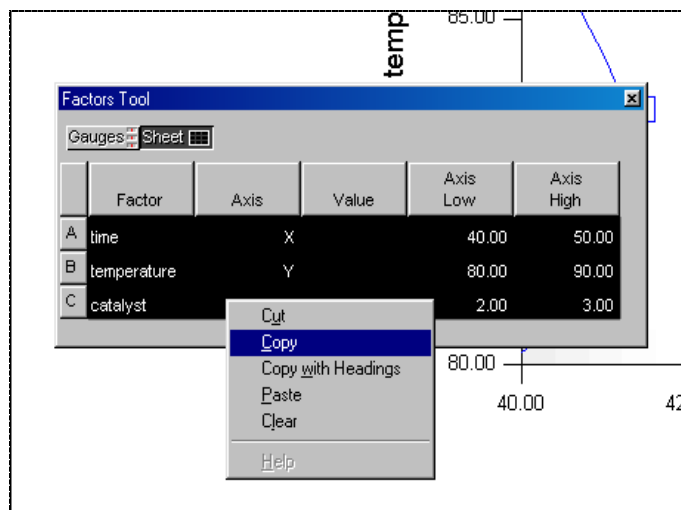 85.00
temp
Factors Tool
Gauges Sheet
Factor Axis Value Axis Low Axis High
A time X 40.00 50.00
B temperature Y 80.00 90.00
C catalyst 2.00 3.00
Cut
Copy
Copy with Headings
Paste
Clear
Help
80.00
40.00 42